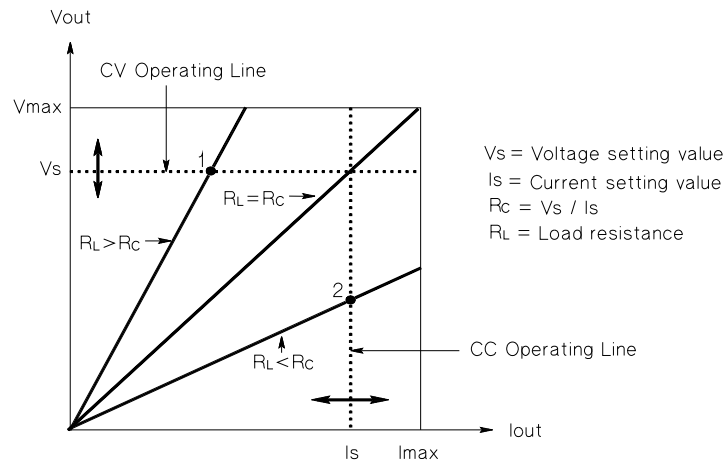 Vout
CV Operating Line
Vmax
Vs
1
RL=RC
RL>RC
2
RL<RC
Vs = Voltage setting value
Is = Current setting value
RC = Vs / Is
RL = Load resistance
CC Operating Line
Iout
Is
Imax